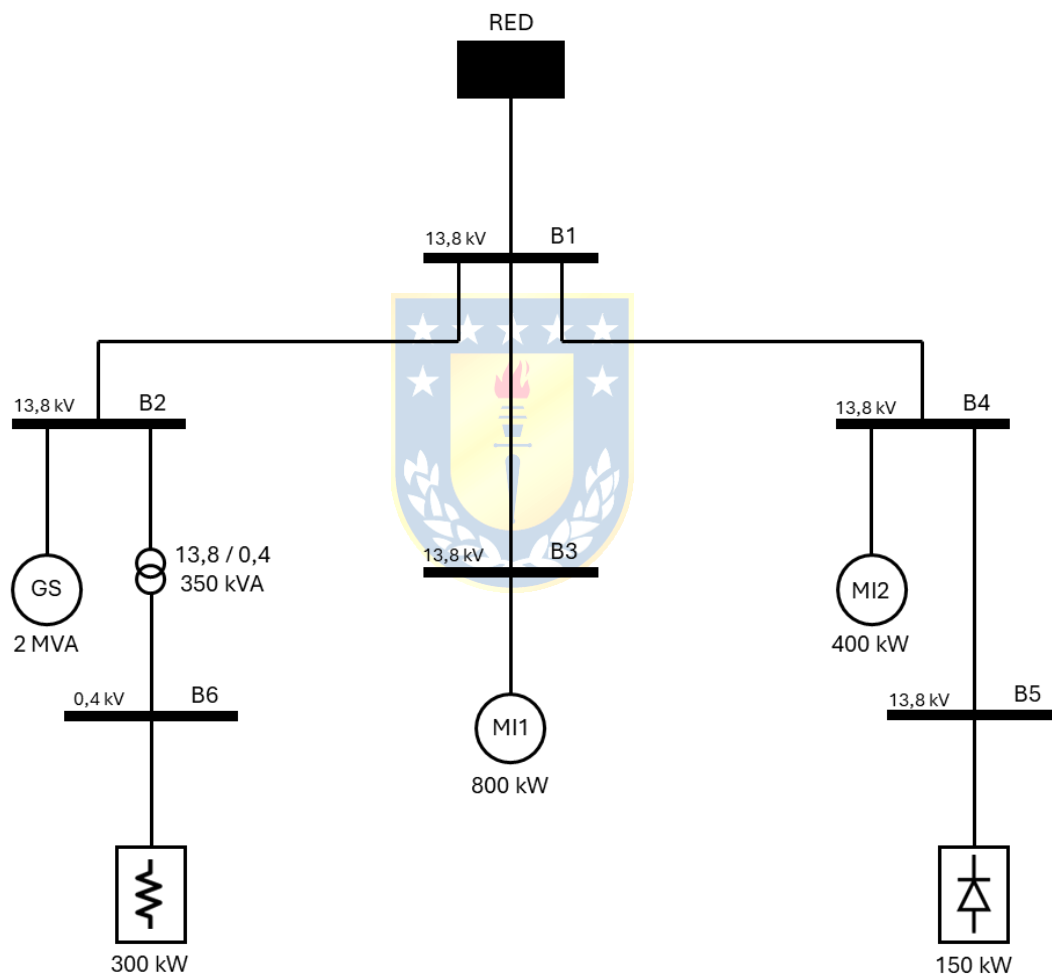 RED
13,8 kV B1
13,8 kV B2
13,8 kV B4
13,8 / 0,4
350 kVA
13,8 kV B3
GS
MI2
2 MVA
400 kW
0,4 kV B6
13,8 kV B5
MI1
800 kW
300 kW
150 kW